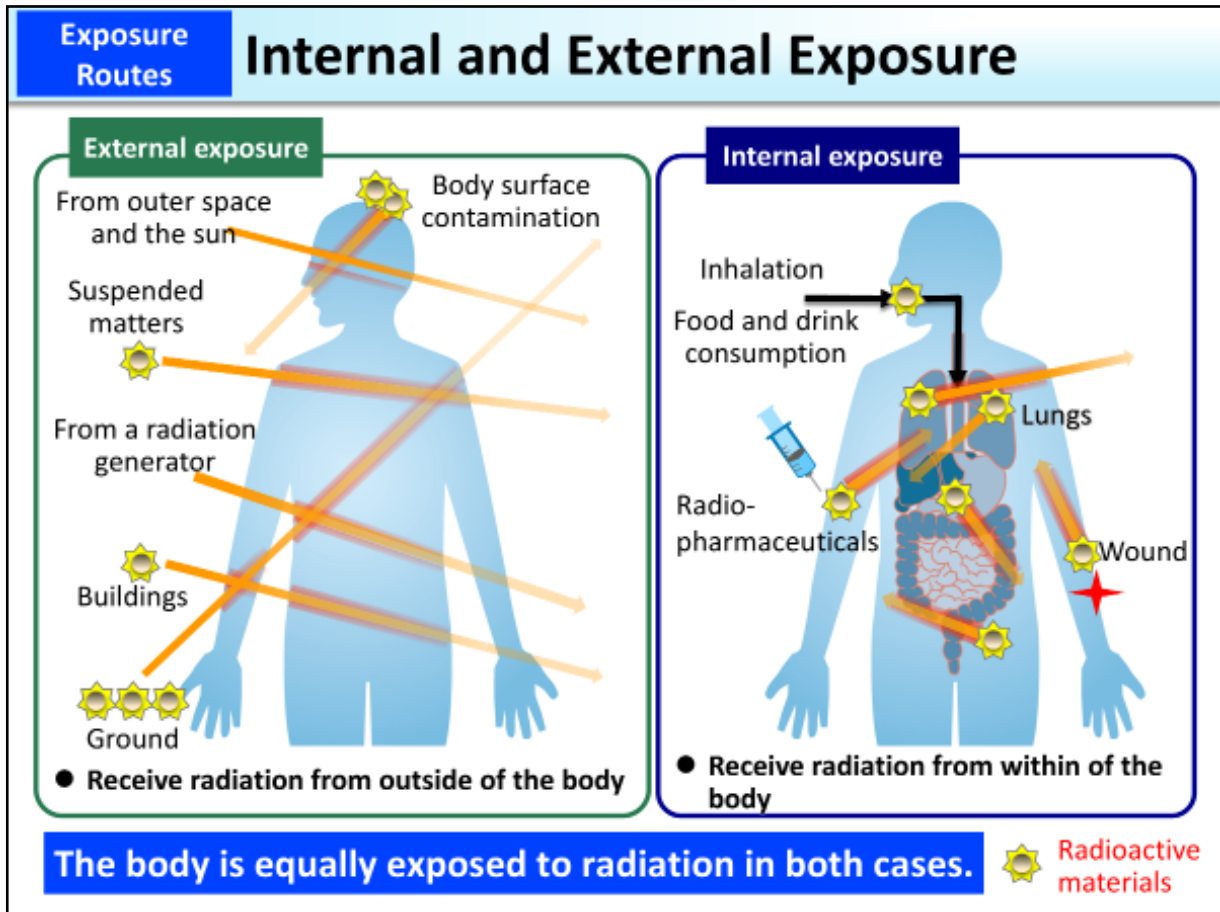 Exposure
Routes
Internal and External Exposure
External exposure
From outer space
and the sun
Body surface
contamination
Suspended
matters
From a radiation
generator
Buildings
Ground
● Receive radiation from outside of the body
Internal exposure
Inhalation
Food and drink
consumption
Lungs
Radio-
pharmaceuticals
Wound
● Receive radiation from within of the
body
The body is equally exposed to radiation in both cases.
Radioactive
materials